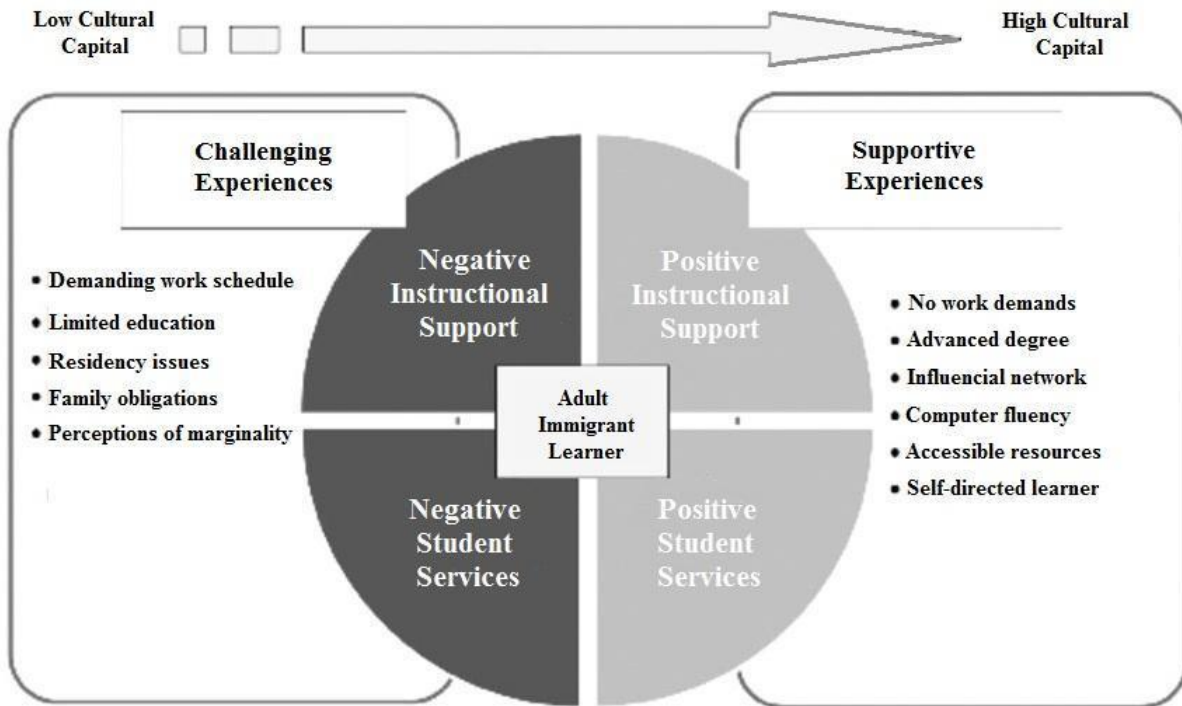 Low Cultural
Capital
High Cultural
Capital
Challenging
Experiences
Supportive
Experiences
Negative
Instructional
Support
Positive
Instructional
Support
• Demanding work schedule
• Limited education
• Residency issues
• Family obligations
• Perceptions of marginality
Adult
Immigrant
Learner
• No work demands
• Advanced degree
• Influencial network
• Computer fluency
• Accessible resources
• Self-directed learner
Negative
Student
Services
Positive
Student
Services